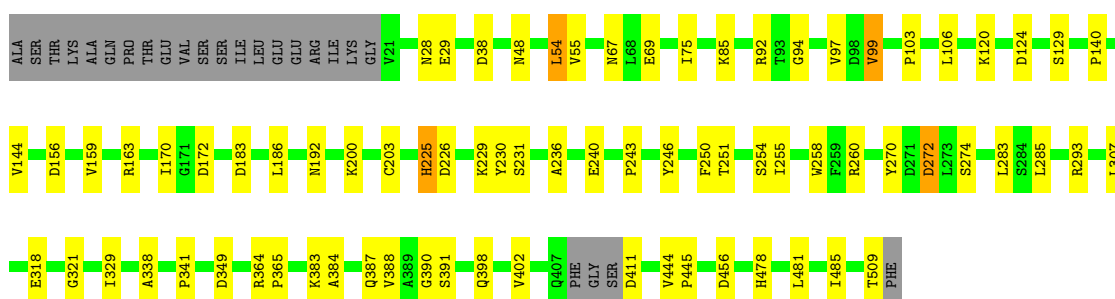 ALA SER THR LYS ALA GLN PRO THR GLU VAL SER SER ILE LEU GLU GLU ARG ILE LYS GLY V21 N28 E29 D38 N48 L54 V55 N67 L68 E69 I75 K85 R92 T93 G94 V97 D98 V99 P103 L106 K120 D124 S129 P140
V144 D156 V159 R163 I170 G171 D172 D183 L186 N192 K200 C203 H225 D226 K229 Y230 S231 A236 E240 P243 Y246 F250 T251 S254 I255 W258 F259 R260 Y270 D271 D272 L273 S274 L283 S284 L285 R293
E318 G321 I329 A338 P341 D349 R364 P365 K383 A384 Q387 V388 A389 G390 S391 Q398 V402 Q407 PHE GLY SER D411 V444 P445 D456 H478 L481 I485 T509 PHE